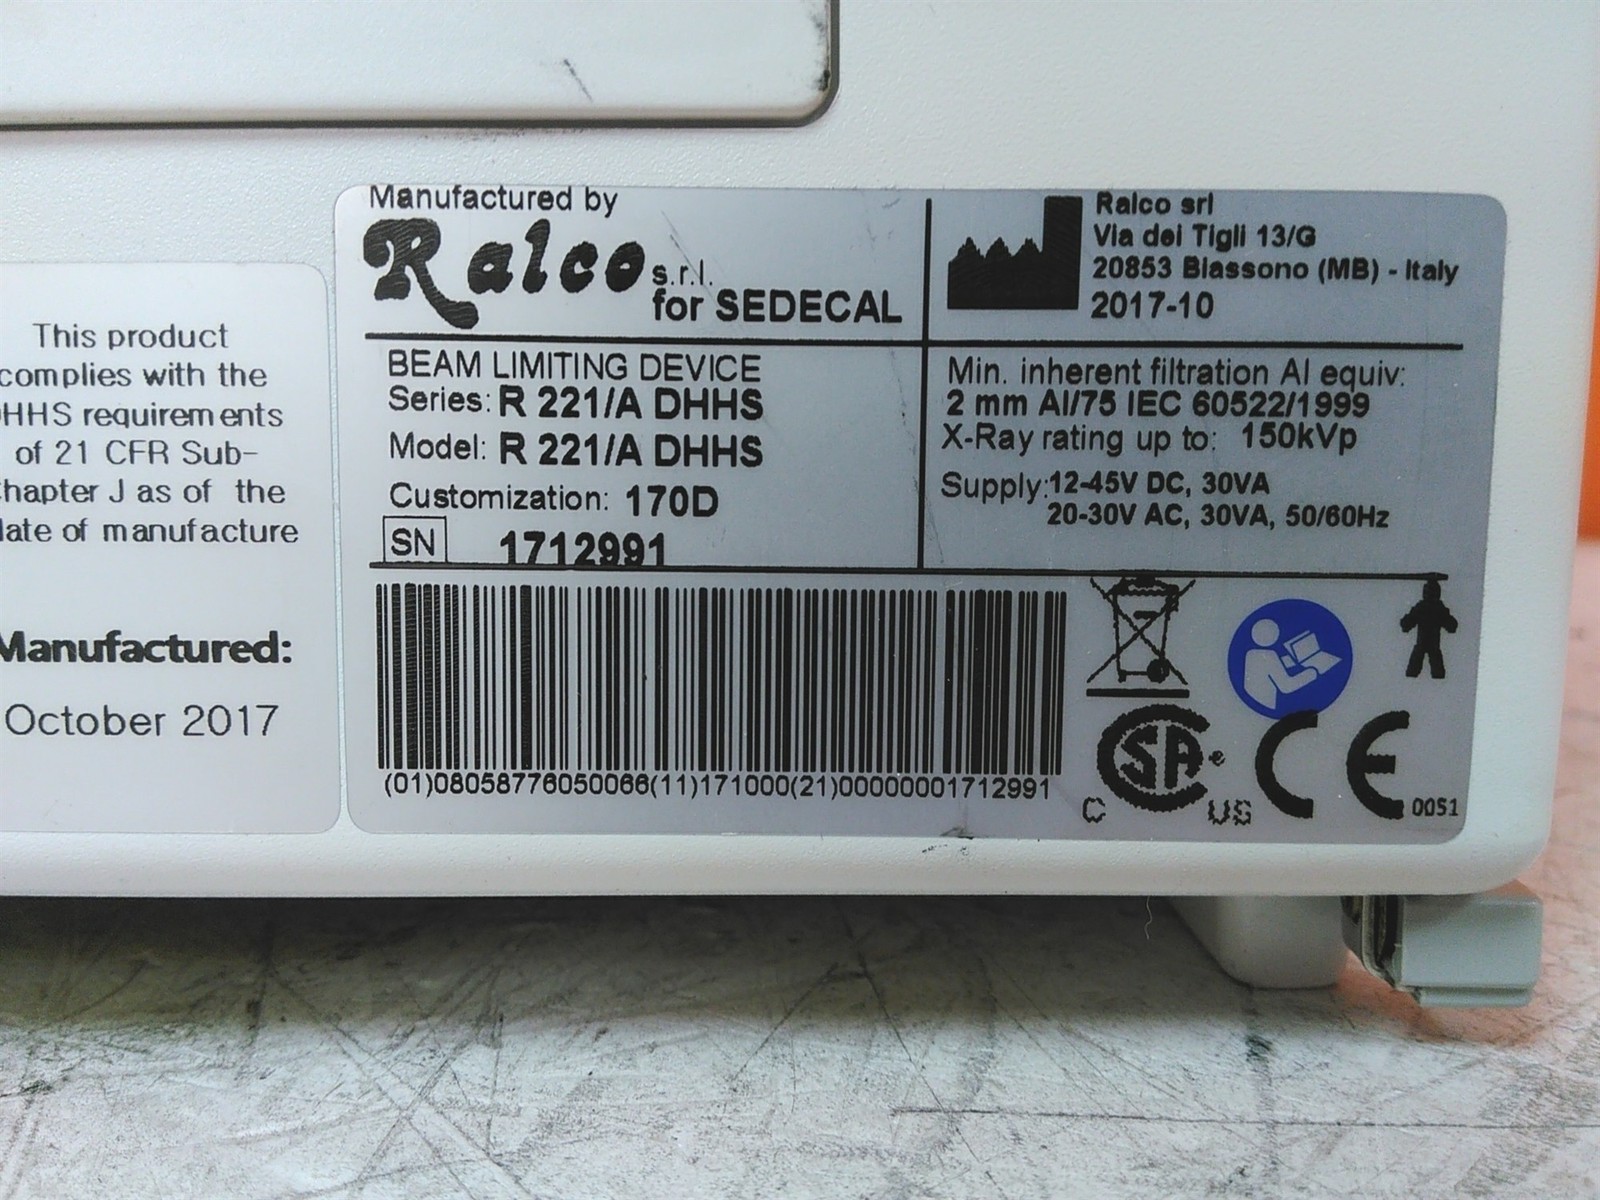 This product
complies with the
HHS requirements
of 21 CFR Sub-
hapter J as of the
ate of manufacture
Manufactured:
October 2017
Manufactured by
Ralco s.r.l.
for SEDECAL
Ralco srl
Via dei Tigli 13/G
20853 Biassono (MB) - Italy
2017-10
BEAM LIMITING DEVICE
Series: R 221/A DHHS
Model: R 221/A DHHS
Customization: 170D
SN 1712991
Min. inherent filtration Al equiv:
2 mm Al/75 IEC 60522/1999
X-Ray rating up to: 150kVp
Supply: 12-45V DC, 30VA
20-30V AC, 30VA, 50/60Hz
(01)08058776050066(11)171000(21)00000001712991
C SA® US
CE 0051